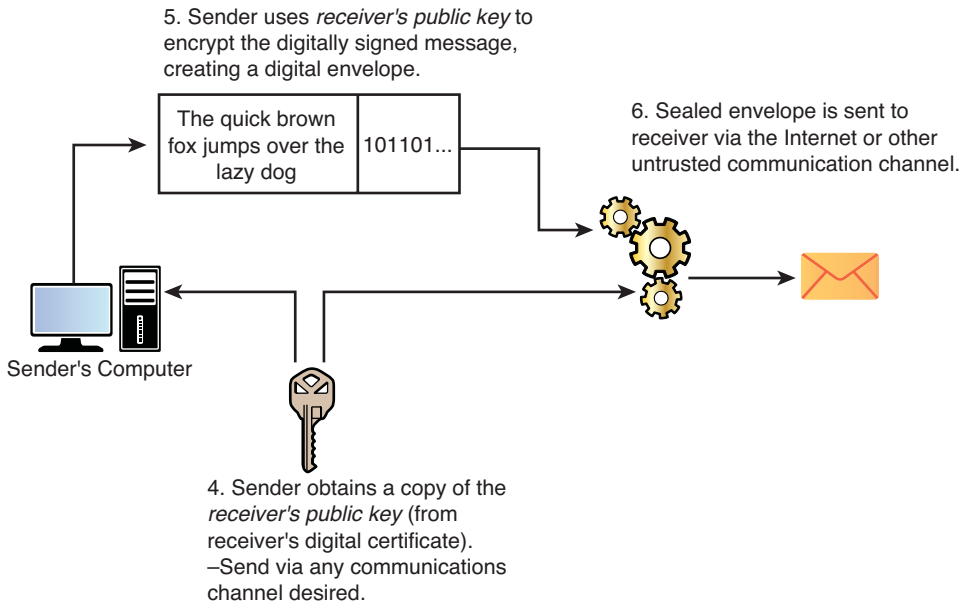 5. Sender uses receiver's public key to
encrypt the digitally signed message,
creating a digital envelope.
The quick brown
fox jumps over the
lazy dog
101101...
6. Sealed envelope is sent to
receiver via the Internet or other
untrusted communication channel.
Sender's Computer
4. Sender obtains a copy of the
receiver's public key (from
receiver's digital certificate).
–Send via any communications
channel desired.